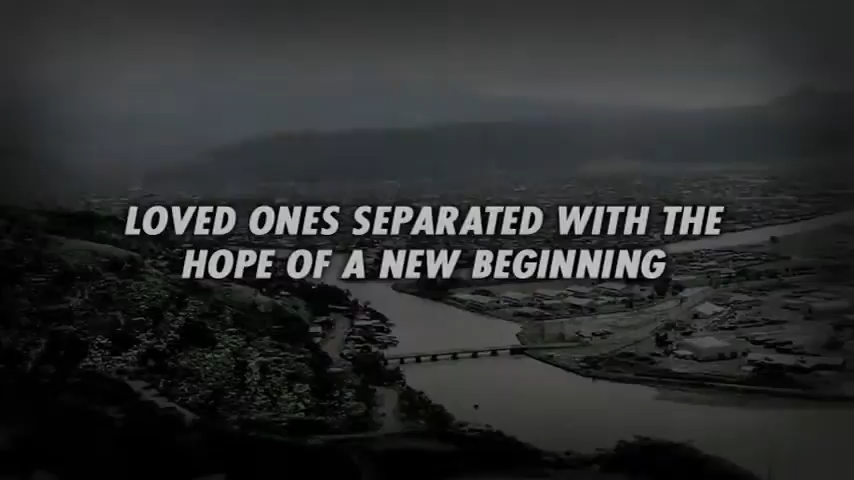 LOVED ONES SEPARATED WITH THE
HOPE OF A NEW BEGINNING